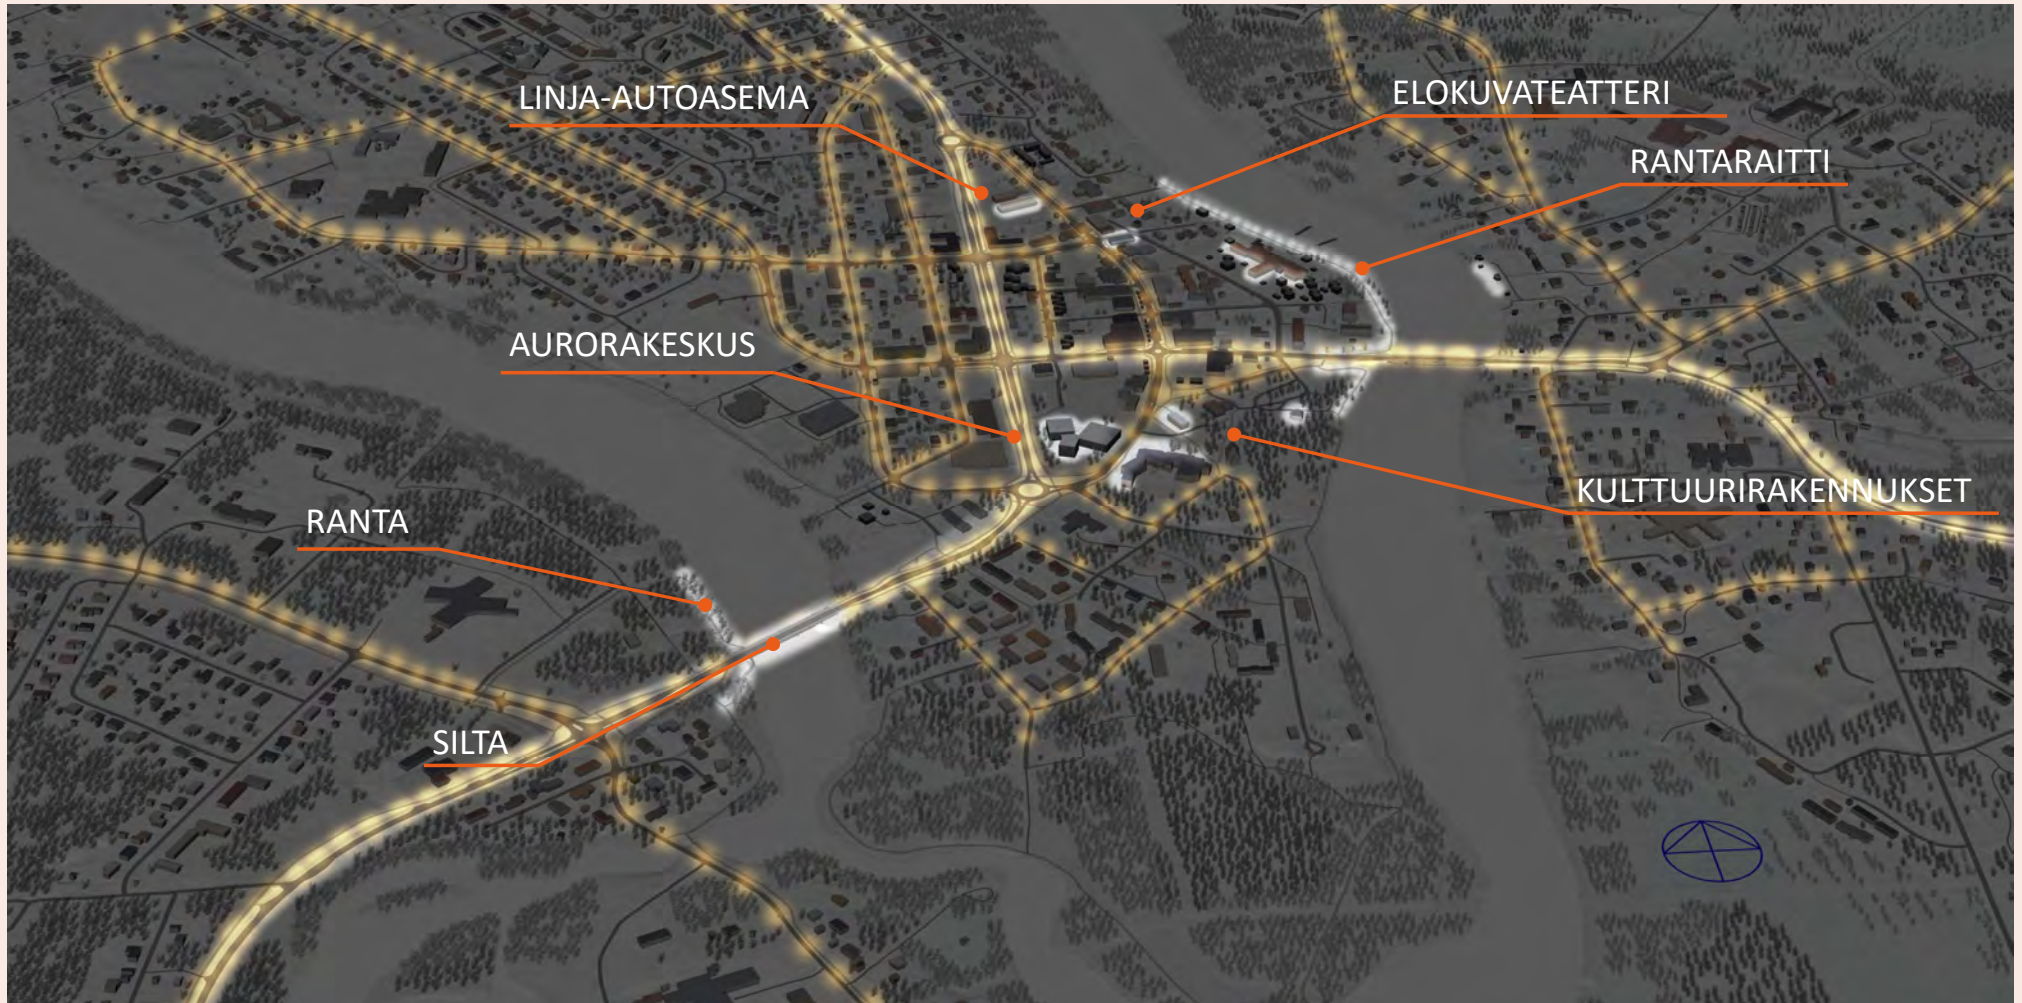 LINJA-AUTOASEMA
ELOKUVATEATTERI
RANTARAITTI
AURORAKESKUS
KULTTUURIRAKENNUKSET
RANTA
SILTA